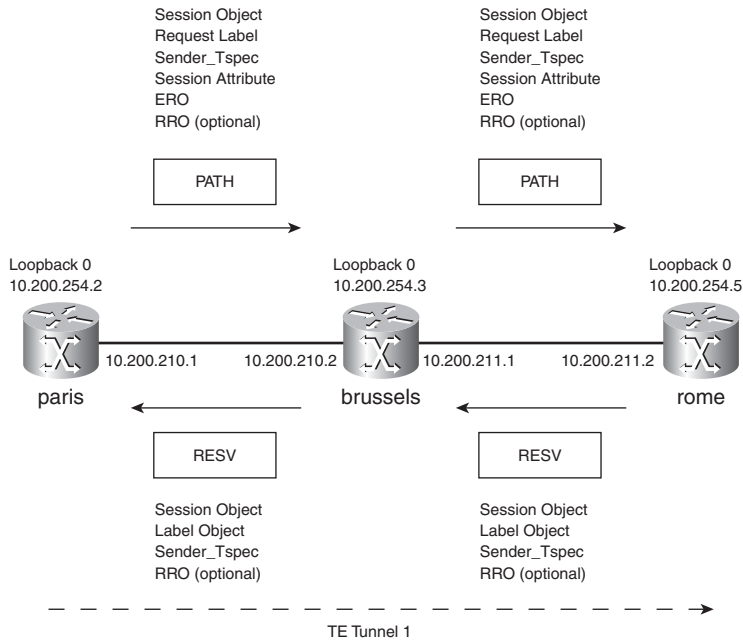 Session Object
Request Label
Sender_Tspec
Session Attribute
ERO
RRO (optional)
Session Object
Request Label
Sender_Tspec
Session Attribute
ERO
RRO (optional)
PATH
PATH
Loopback 0
10.200.254.2
Loopback 0
10.200.254.3
Loopback 0
10.200.254.5
10.200.210.1
10.200.210.2
10.200.211.1
10.200.211.2
paris
brussels
rome
RESV
RESV
Session Object
Label Object
Sender_Tspec
RRO (optional)
Session Object
Label Object
Sender_Tspec
RRO (optional)
TE Tunnel 1